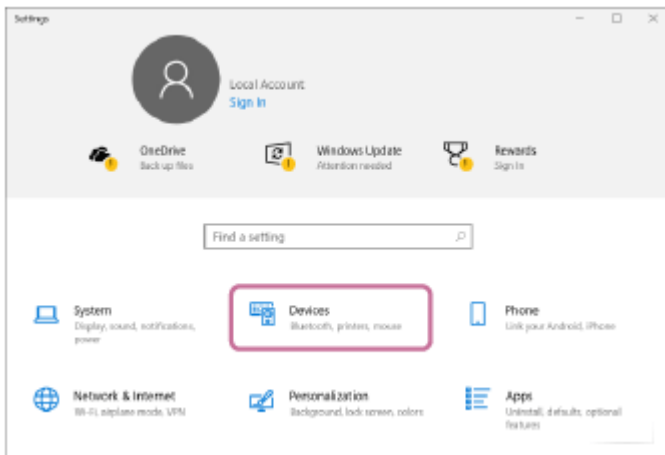 Settings
Local Account
Sign In
OneDrive
Back up files
Windows Update
Attention needed
Rewards
Sign In
Find a setting
System
Display, sound, notifications,
power
Devices
Bluetooth, printers, mouse
Phone
Link your Android, iPhone
Network & Internet
Wi-Fi, airplane mode, VPN
Personalization
Background, lock screen, colors
Apps
Uninstall, defaults, optional
features